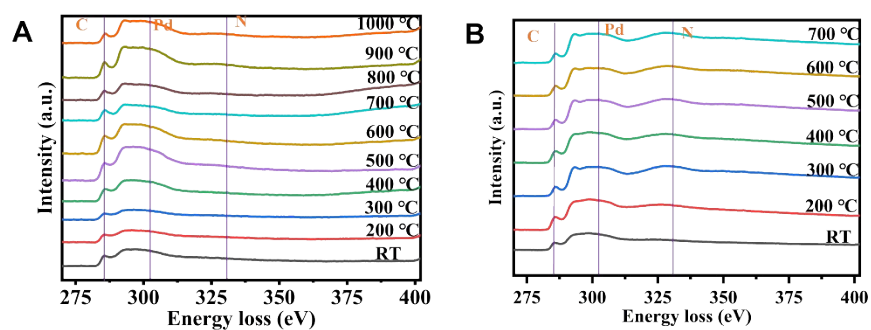 A
C
Pd
N
1000 °C
900 °C
800 °C
700 °C
600 °C
500 °C
400 °C
300 °C
200 °C
RT
Intensity (a.u.)
270 300 325 350 375 400
Energy loss (eV)
B
C
Pd
N
700 °C
600 °C
500 °C
400 °C
300 °C
200 °C
RT
Intensity (a.u.)
275 300 325 350 375 400
Energy loss (eV)